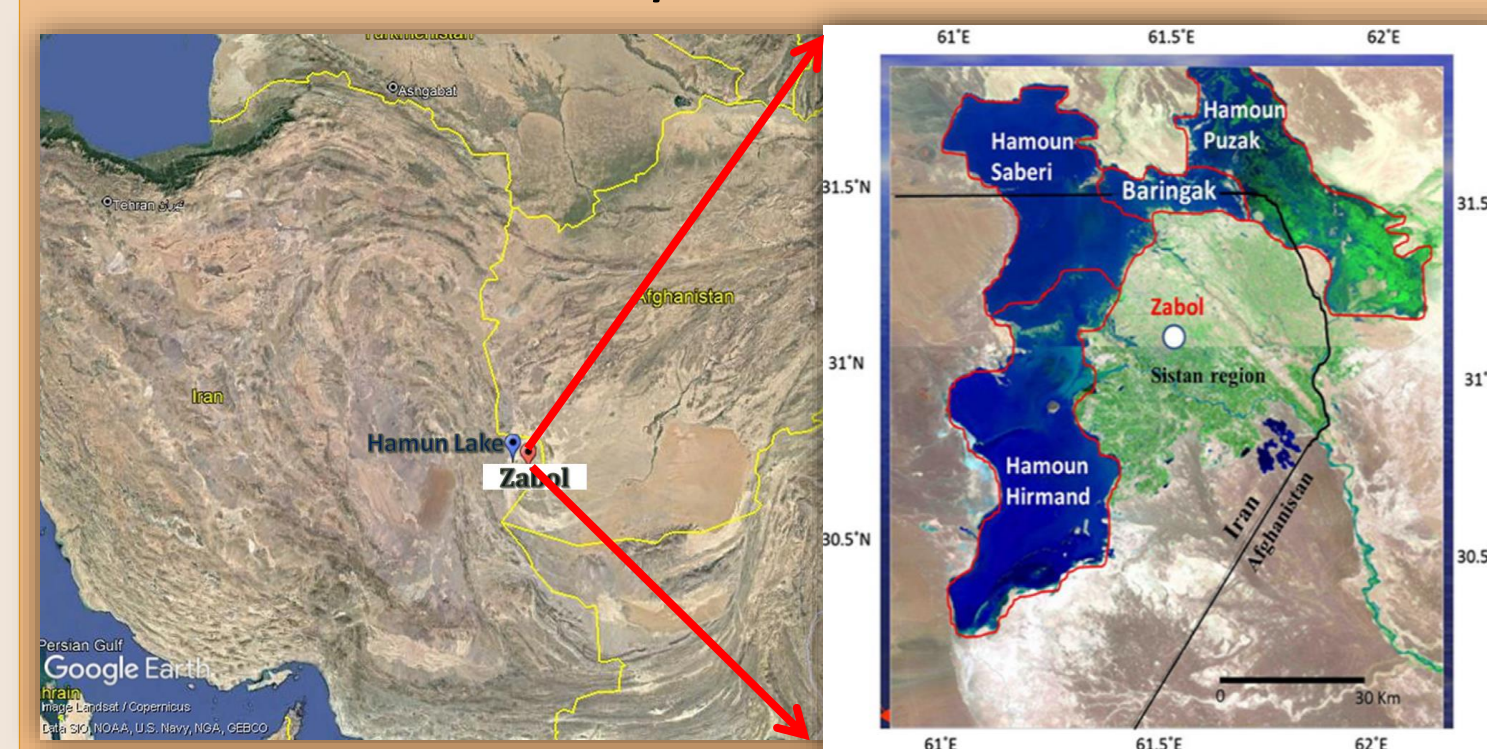 Turkmenistan
Ashgabat
Tehran تهران
Afghanistan
Iran
Hamun Lake
Zabol
Persian Gulf
Google Earth
hrain
Image Landsat / Copernicus
Data SIO, NOAA, U.S. Navy, NGA, GEBCO
61°E 61.5°E 62°E
Hamoun
Puzak
Hamoun
Saberi
31.5°N
Baringak
31.5
Zabol
31°N
Sistan region
31°
Hamoun
Hirmand
Iran
Afghanistan
30.5°N
30.5
0 30 Km
61°E 61.5°E 62°E